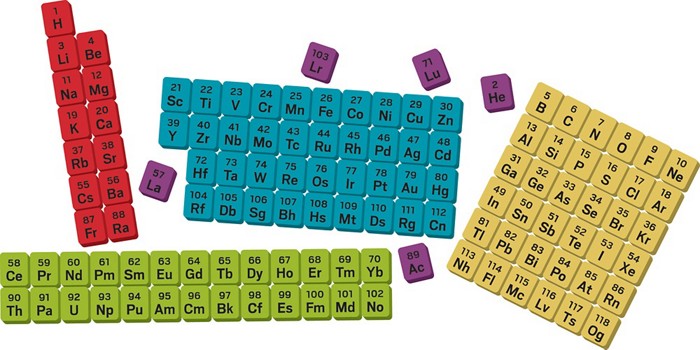 1 H
3 Li 4 Be
11 Na 12 Mg
19 K 20 Ca
37 Rb 38 Sr
55 Cs 56 Ba
87 Fr 88 Ra
57 La
103 Lr
71 Lu
2 He
89 Ac
21 Sc 22 Ti 23 V 24 Cr 25 Mn 26 Fe 27 Co 28 Ni 29 Cu 30 Zn
39 Y 40 Zr 41 Nb 42 Mo 43 Tc 44 Ru 45 Rh 46 Pd 47 Ag 48 Cd
72 Hf 73 Ta 74 W 75 Re 76 Os 77 Ir 78 Pt 79 Au 80 Hg
104 Rf 105 Db 106 Sg 107 Bh 108 Hs 109 Mt 110 Ds 111 Rg 112 Cn
5 B 6 C 7 N 8 O 9 F 10 Ne
13 Al 14 Si 15 P 16 S 17 Cl 18 Ar
31 Ga 32 Ge 33 As 34 Se 35 Br 36 Kr
49 In 50 Sn 51 Sb 52 Te 53 I 54 Xe
81 Tl 82 Pb 83 Bi 84 Po 85 At 86 Rn
113 Nh 114 Fl 115 Mc 116 Lv 117 Ts 118 Og
58 Ce 59 Pr 60 Nd 61 Pm 62 Sm 63 Eu 64 Gd 65 Tb 66 Dy 67 Ho 68 Er 69 Tm 70 Yb
90 Th 91 Pa 92 U 93 Np 94 Pu 95 Am 96 Cm 97 Bk 98 Cf 99 Es 100 Fm 101 Md 102 No